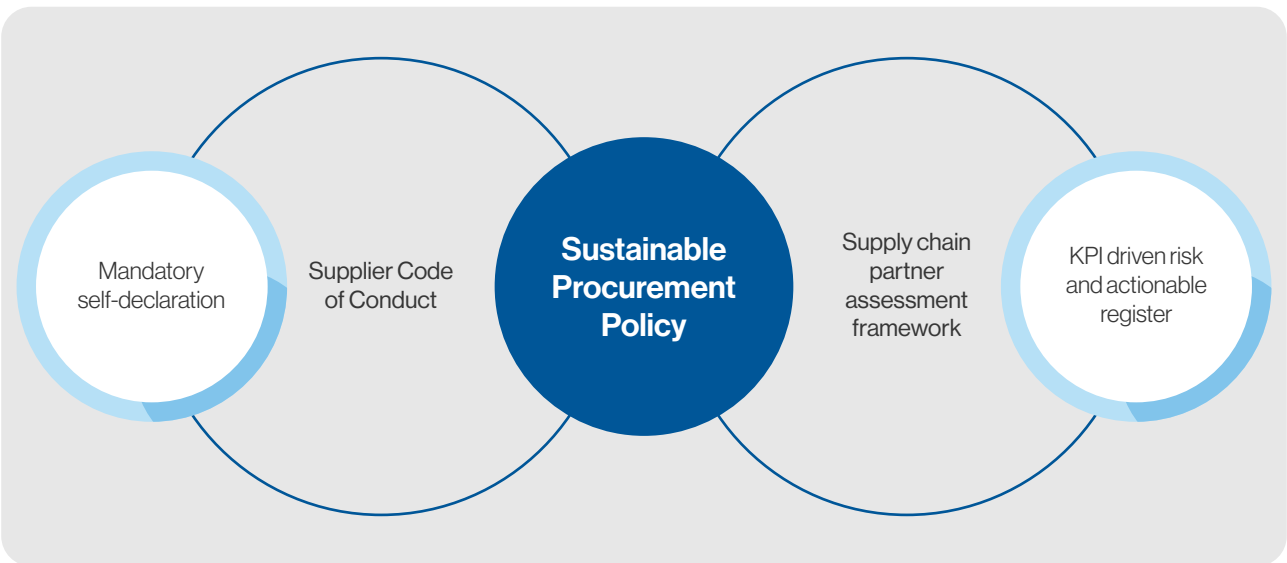 Mandatory
self-declaration
Supplier Code
of Conduct
Sustainable
Procurement
Policy
Supply chain
partner
assessment
framework
KPI driven risk
and actionable
register